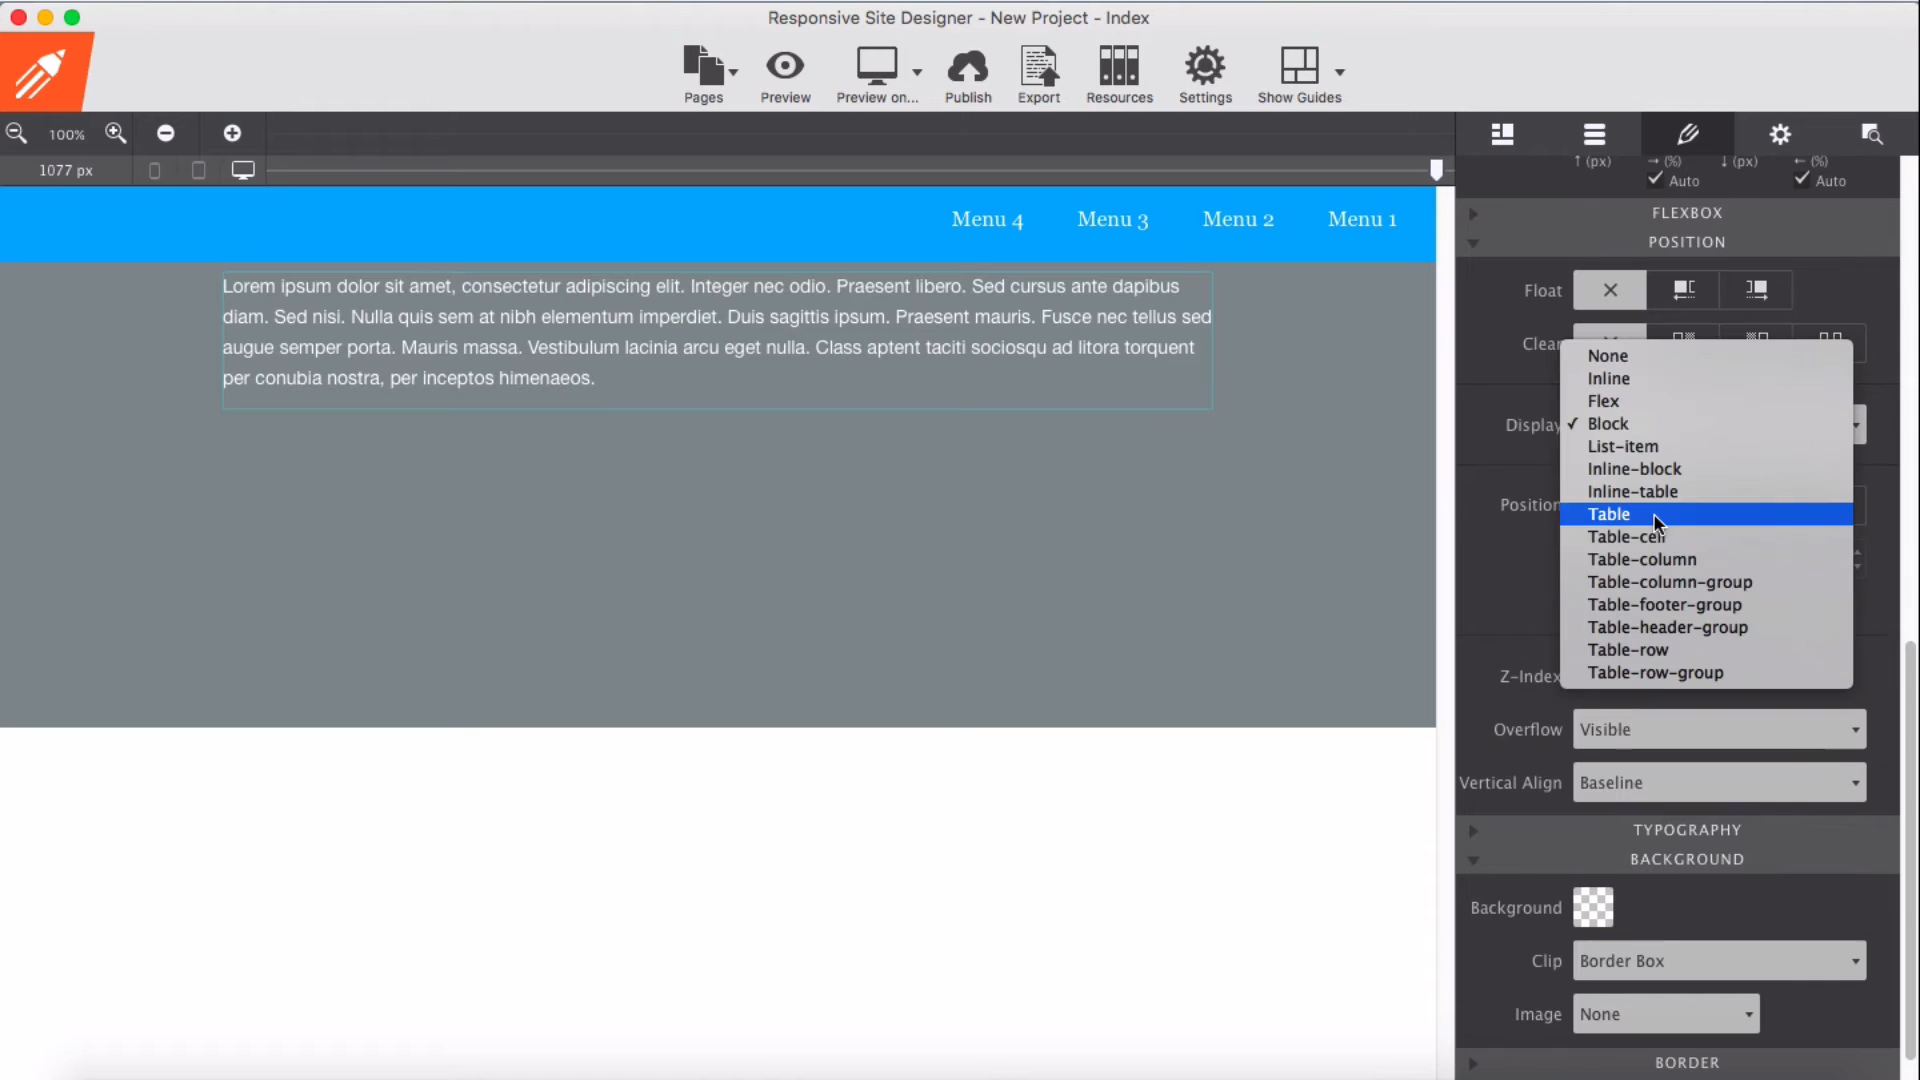 Responsive Site Designer - New Project - Index
Pages
Preview
Preview on...
Publish
Export
Resources
Settings
Show Guides
100%
1077 px
Menu 4
Menu 3
Menu 2
Menu 1
Lorem ipsum dolor sit amet, consectetur adipiscing elit. Integer nec odio. Praesent libero. Sed cursus ante dapibus
diam. Sed nisi. Nulla quis sem at nibh elementum imperdiet. Duis sagittis ipsum. Praesent mauris. Fusce nec tellus sed
augue semper porta. Mauris massa. Vestibulum lacinia arcu eget nulla. Class aptent taciti sociosqu ad litora torquent
per conubia nostra, per inceptos himenaeos.
↑ (px) → (%) ↓ (px) ← (%)
Auto Auto
FLEXBOX
POSITION
Float
Clear
Display
Position
Z-Index
None
Inline
Flex
✓ Block
List-item
Inline-block
Inline-table
Table
Table-cell
Table-column
Table-column-group
Table-footer-group
Table-header-group
Table-row
Table-row-group
Overflow Visible
Vertical Align Baseline
TYPOGRAPHY
BACKGROUND
Background
Clip Border Box
Image None
BORDER